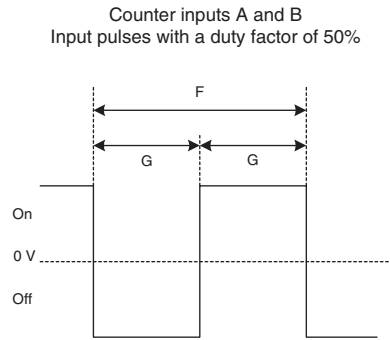 Counter inputs A and B
Input pulses with a duty factor of 50%
F
G G
On
0 V
Off